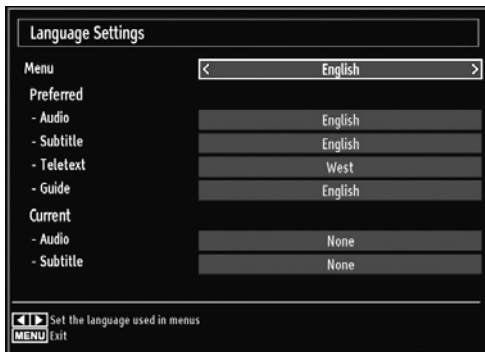 Language Settings
Menu < English >
Preferred
- Audio English
- Subtitle English
- Teletext West
- Guide English
Current
- Audio None
- Subtitle None
Set the language used in menus
MENU Exit